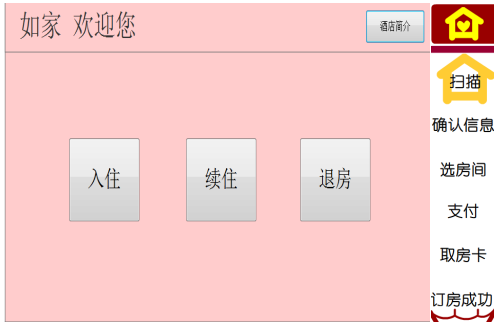 如家 欢迎您
酒店简介
入住
续住
退房
扫描
确认信息
选房间
支付
取房卡
订房成功